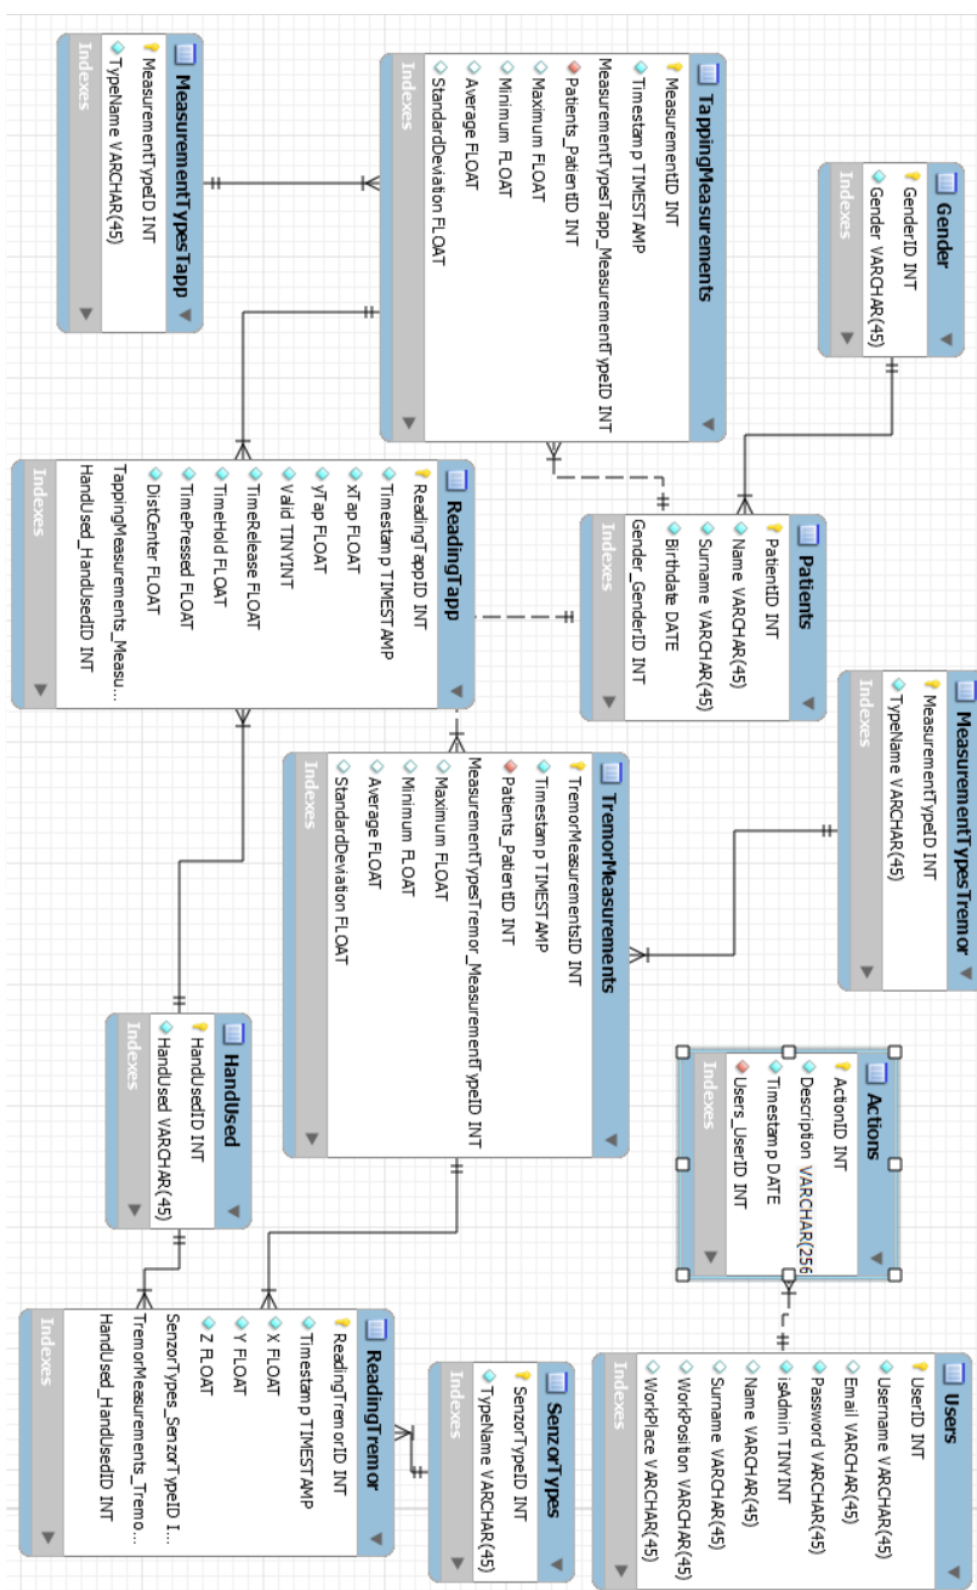 MeasurementTypesTapp
MeasurementTypeID INT
TypeName VARCHAR(45)
Indexes
TappingMeasurements
MeasurementID INT
Timestamp TIMESTAMP
MeasurementTypesTapp_MeasurementTypeID INT
Patients_PatientID INT
Maximum FLOAT
Minimum FLOAT
Average FLOAT
StandardDeviation FLOAT
Indexes
Gender
GenderID INT
Gender VARCHAR(45)
Indexes
ReadingTapp
ReadingTappID INT
Timestamp TIMESTAMP
xTap FLOAT
yTap FLOAT
Valid TINYINT
TimeRelease FLOAT
TimeHold FLOAT
TimePressed FLOAT
DistCenter FLOAT
TappingMeasurements_Measu...
HandUsed_HandUsedID INT
Indexes
Patients
PatientID INT
Name VARCHAR(45)
Surname VARCHAR(45)
Birthdate DATE
Gender_GenderID INT
Indexes
MeasurementTypesTremor
MeasurementTypeID INT
TypeName VARCHAR(45)
Indexes
TremorMeasurements
TremorMeasurementsID INT
Timestamp TIMESTAMP
Patients_PatientID INT
MeasurementTypesTremor_MeasurementTypeID INT
Maximum FLOAT
Minimum FLOAT
Average FLOAT
StandardDeviation FLOAT
Indexes
HandUsed
HandUsedID INT
HandUsed VARCHAR(45)
Indexes
Actions
ActionID INT
Description VARCHAR(256
Timestamp DATE
Users_UserID INT
Indexes
ReadingTremor
ReadingTremorID INT
Timestamp TIMESTAMP
X FLOAT
Y FLOAT
Z FLOAT
SenzorTypes_SenzorTypeID I...
TremorMeasurements_Tremo...
HandUsed_HandUsedID INT
Indexes
SenzorTypes
SenzorTypeID INT
TypeName VARCHAR(45)
Indexes
Users
UserID INT
Username VARCHAR(45)
Email VARCHAR(45)
Password VARCHAR(45)
isAdmin TINYINT
Name VARCHAR(45)
Surname VARCHAR(45)
WorkPosition VARCHAR(45)
WorkPlace VARCHAR(45)
Indexes